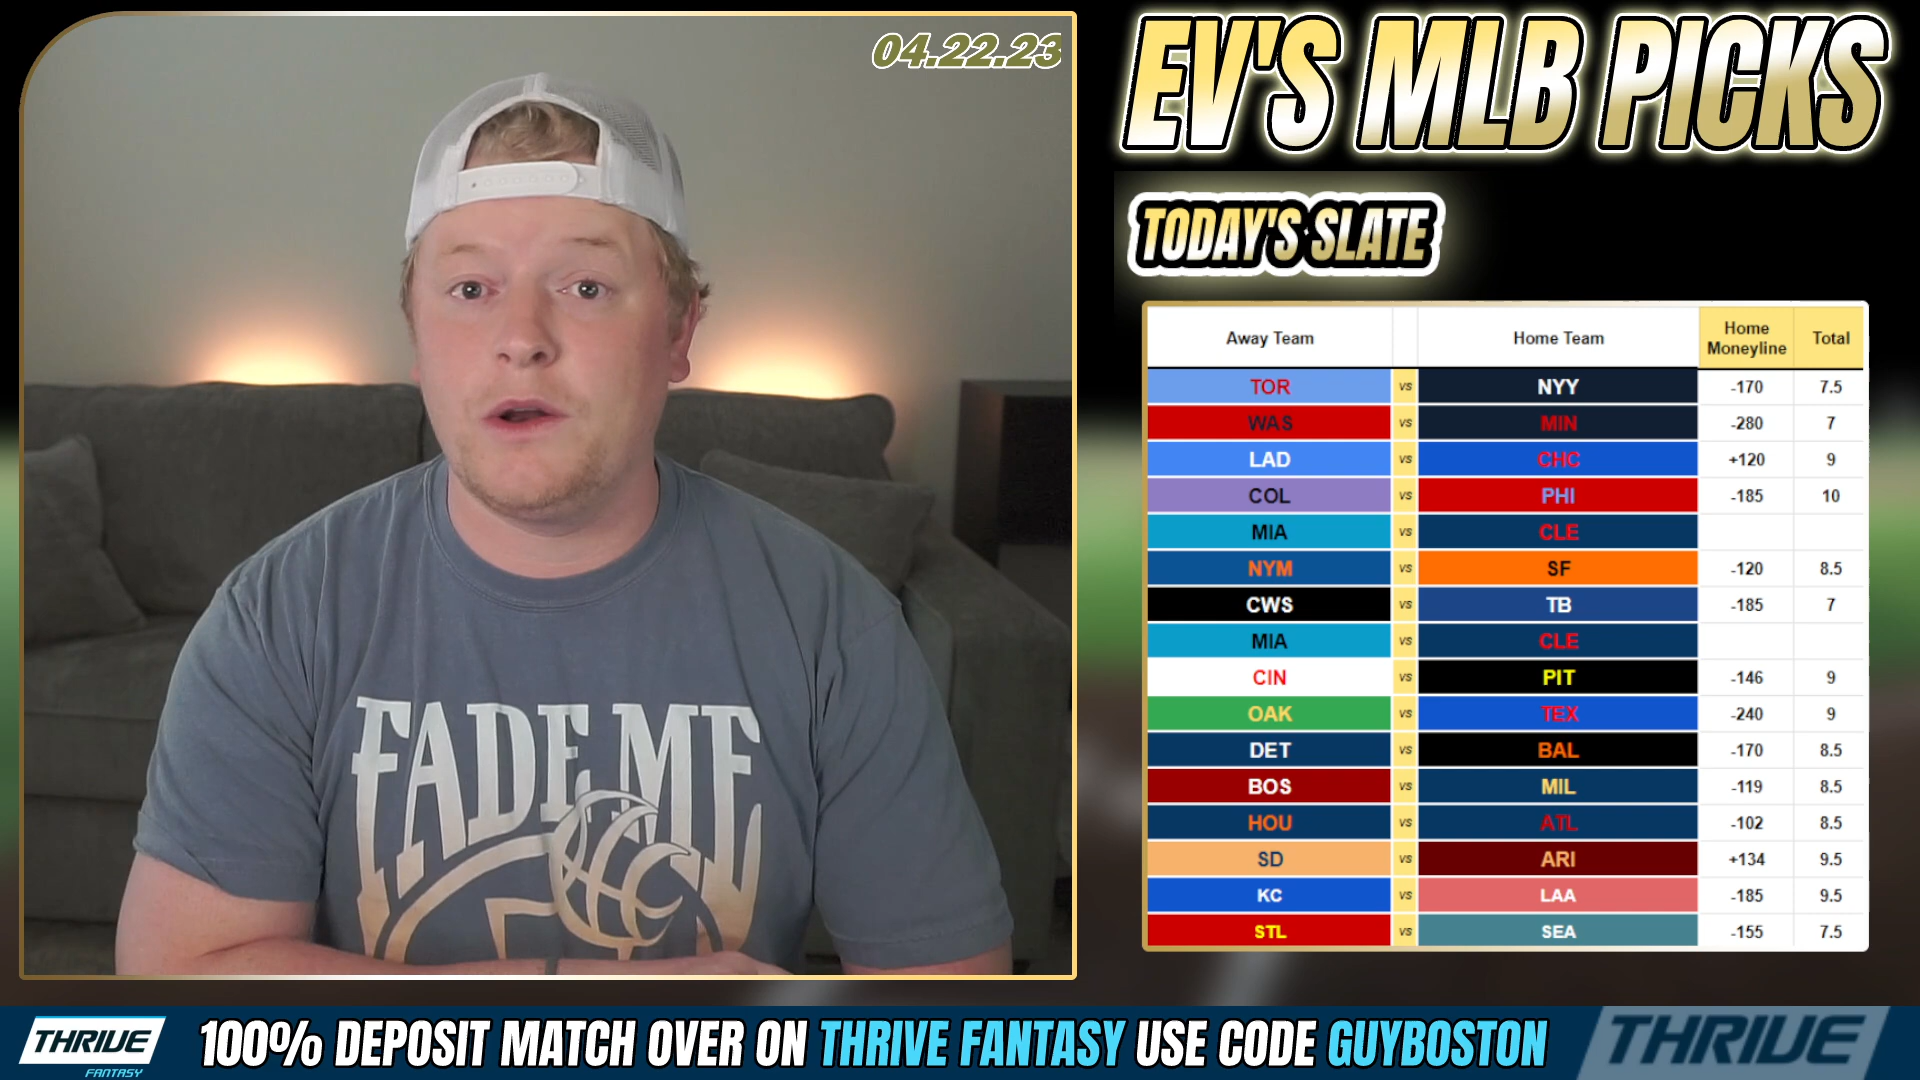 04.22.23
EV'S MLB PICKS
TODAY'S SLATE
Away Team Home Team Home Moneyline Total
TOR vs NYY -170 7.5
WAS vs MIN -280 7
LAD vs CHC +120 9
COL vs PHI -185 10
MIA vs CLE
NYM vs SF -120 8.5
CWS vs TB -185 7
MIA vs CLE
CIN vs PIT -146 9
OAK vs TEX -240 9
DET vs BAL -170 8.5
BOS vs MIL -119 8.5
HOU vs ATL -102 8.5
SD vs ARI +134 9.5
KC vs LAA -185 9.5
STL vs SEA -155 7.5
FADE ME
THRIVE
FANTASY
100% DEPOSIT MATCH OVER ON THRIVE FANTASY USE CODE GUYBOSTON
THRIVE